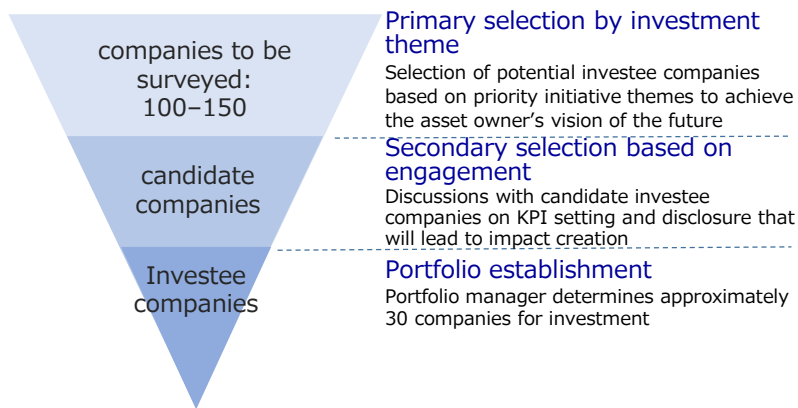 companies to be
surveyed:
100–150
Primary selection by investment
theme
Selection of potential investee companies
based on priority initiative themes to achieve
the asset owner’s vision of the future
candidate
companies
Secondary selection based on
engagement
Discussions with candidate investee
companies on KPI setting and disclosure that
will lead to impact creation
Investee
companies
Portfolio establishment
Portfolio manager determines approximately
30 companies for investment